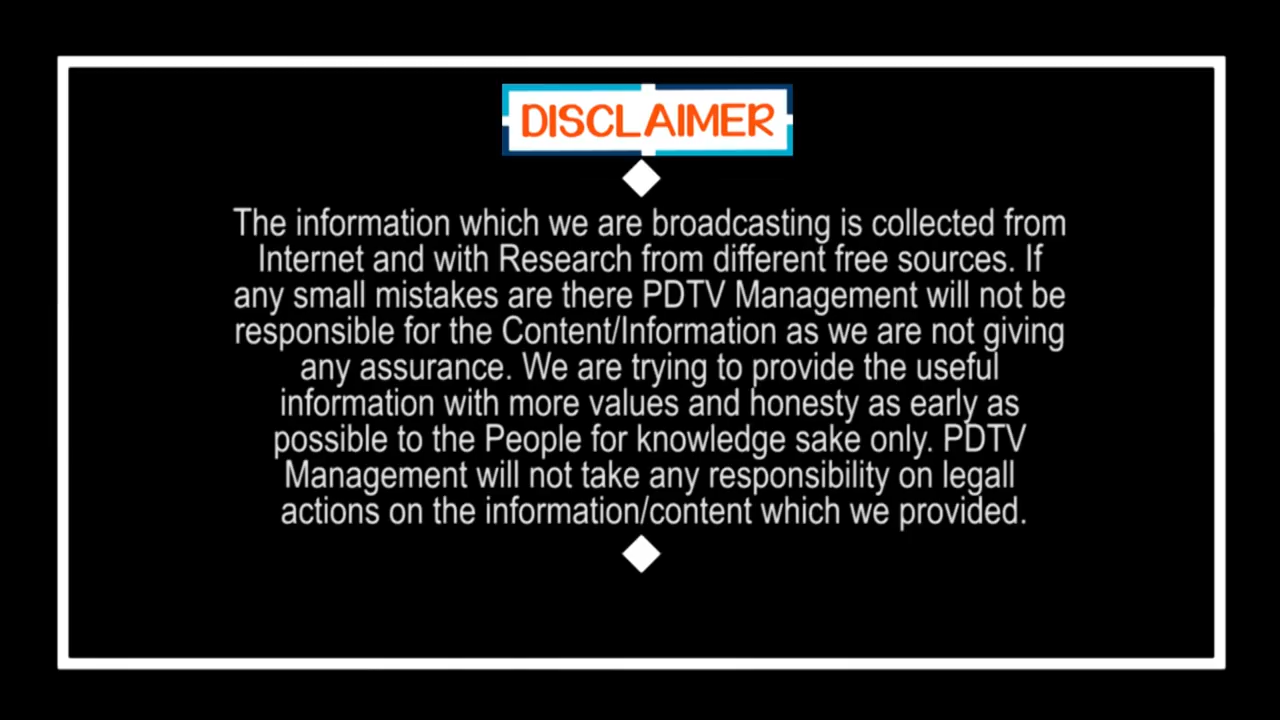 DISCLAIMER
The information which we are broadcasting is collected from
Internet and with Research from different free sources. If
any small mistakes are there PDTV Management will not be
responsible for the Content/Information as we are not giving
any assurance. We are trying to provide the useful
information with more values and honesty as early as
possible to the People for knowledge sake only. PDTV
Management will not take any responsibility on legall
actions on the information/content which we provided.